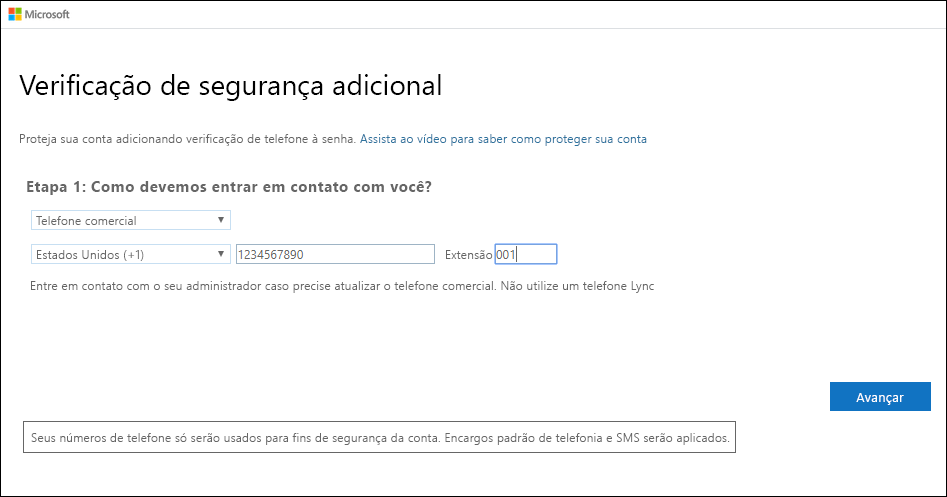 Microsoft
Verificação de segurança adicional
Proteja sua conta adicionando verificação de telefone à senha. Assista ao vídeo para saber como proteger sua conta
Etapa 1: Como devemos entrar em contato com você?
Telefone comercial
Estados Unidos (+1) 1234567890 Extensão 001
Entre em contato com o seu administrador caso precise atualizar o telefone comercial. Não utilize um telefone Lync
Avançar
Seus números de telefone só serão usados para fins de segurança da conta. Encargos padrão de telefonia e SMS serão aplicados.